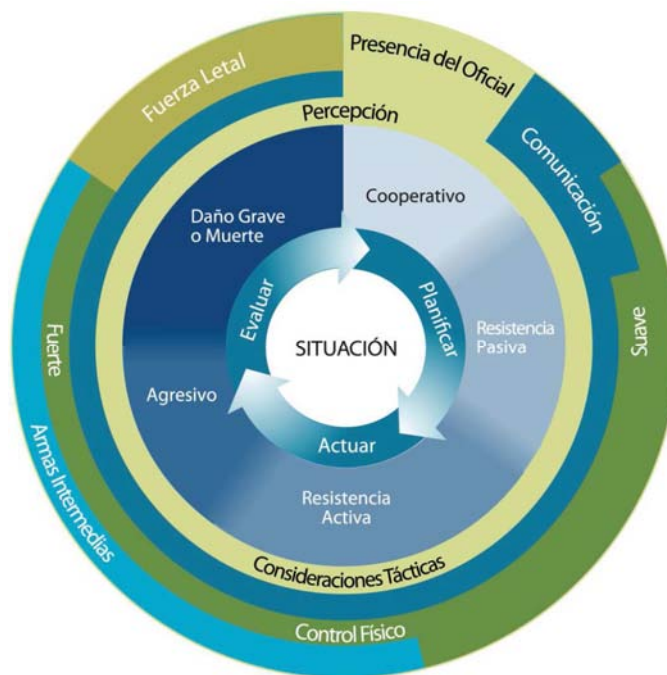 Fuerza Letal
Presencia del Oficial
Percepción
Comunicación
Daño Grave
o Muerte
Cooperativo
Evaluar
Planificar
SITUACIÓN
Resistencia
Pasiva
Suave
Fuerte
Agresivo
Actuar
Armas Intermedias
Resistencia
Activa
Consideraciones Tácticas
Control Físico